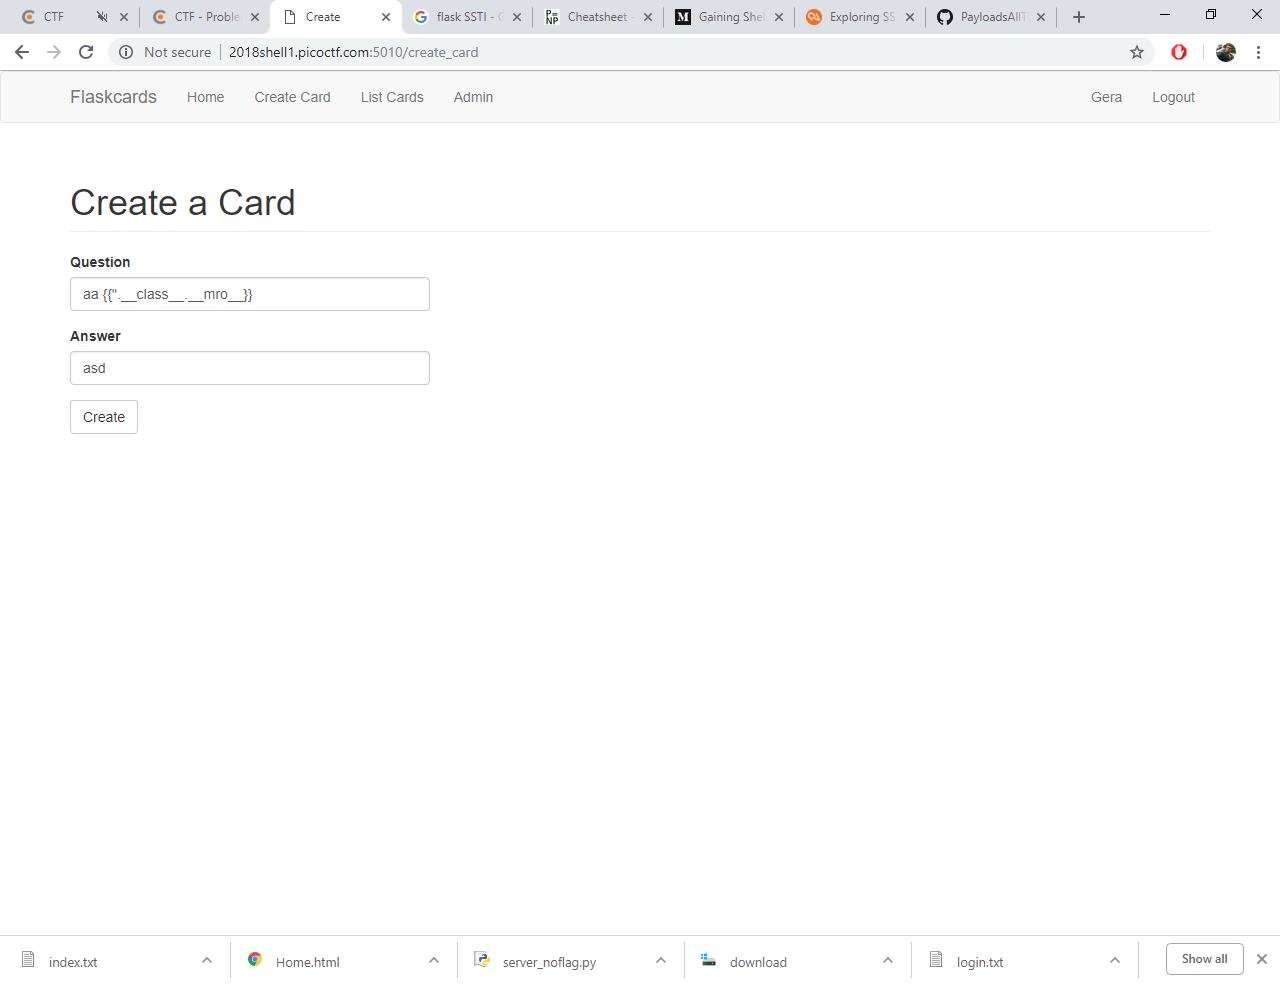 CTF
CTF - Proble
Create
flask SSTI - G
Cheatsheet -
Gaining Shel
Exploring SS
PayloadsAllT
Not secure
2018shell1.picoctf.com:5010/create_card
Flaskcards Home Create Card List Cards Admin Gera Logout
Create a Card
Question
aa {{''.__class__.__mro__}}
Answer
asd
Create
index.txt
Home.html
server_noflag.py
download
login.txt
Show all